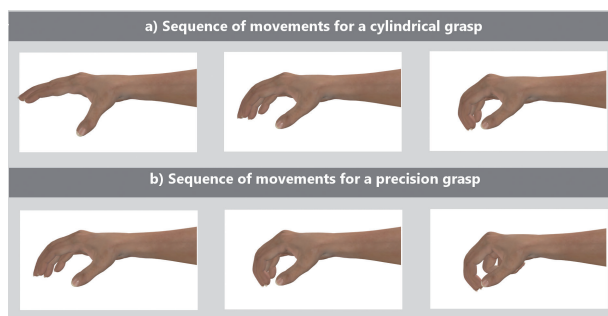 a) Sequence of movements for a cylindrical grasp
b) Sequence of movements for a precision grasp